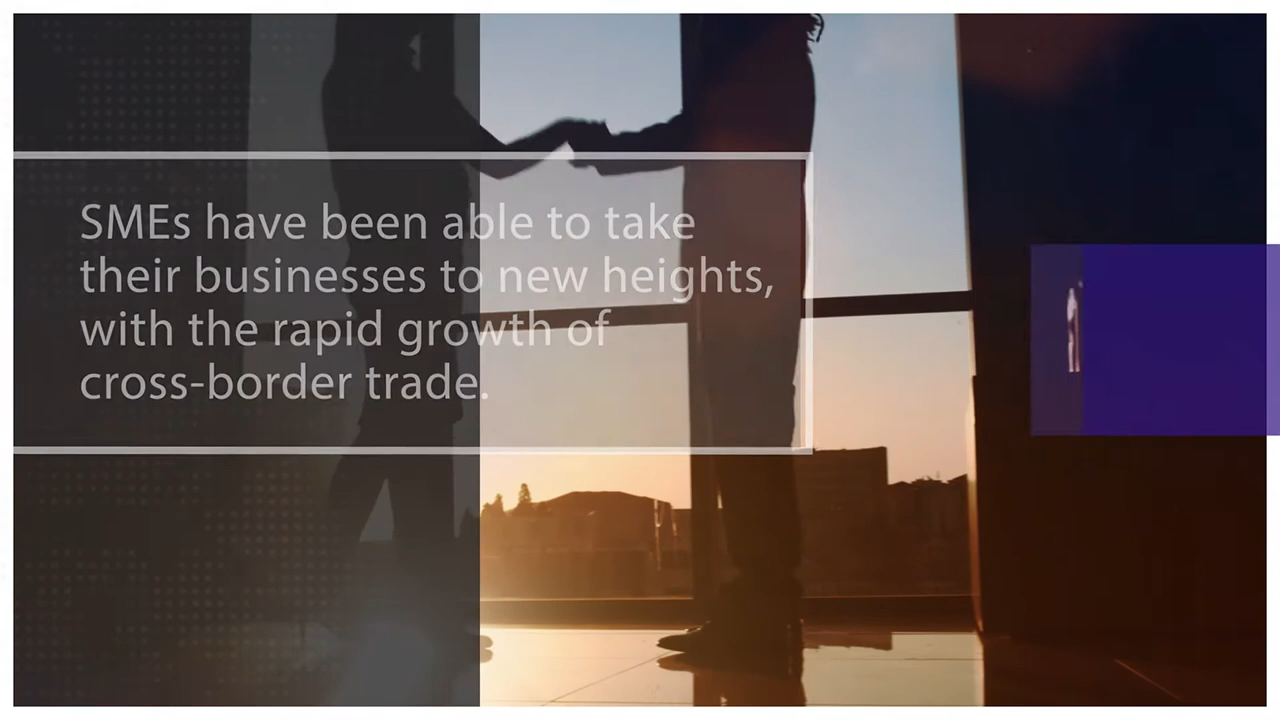 SMEs have been able to take
their businesses to new heights,
with the rapid growth of
cross-border trade.